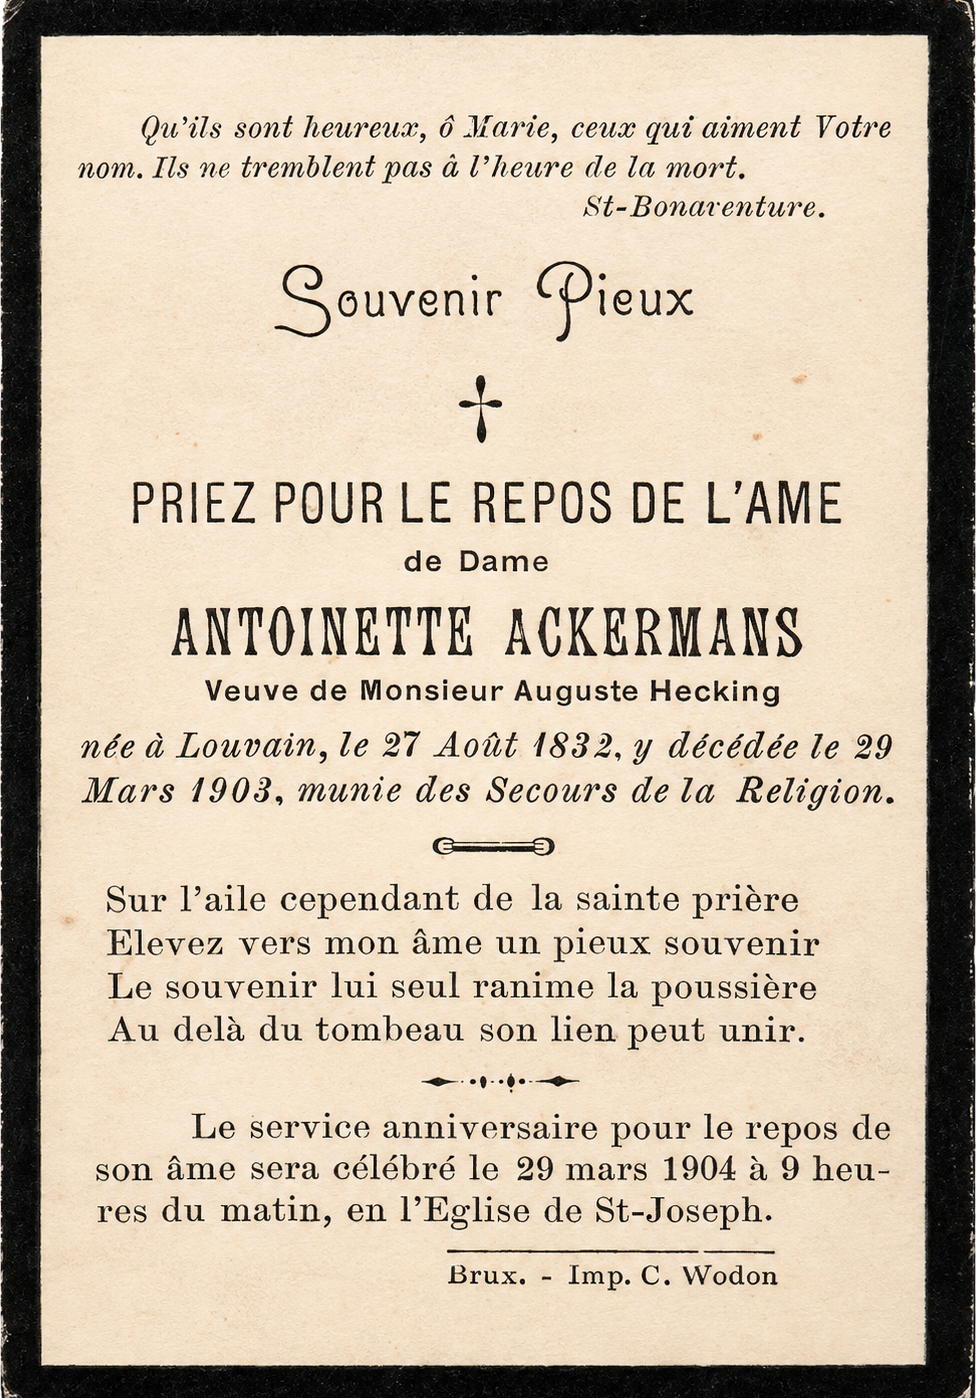 Qu'ils sont heureux, ô Marie, ceux qui aiment Votre
nom. Ils ne tremblent pas â l'heure de la mort.
St-Bonaventure.
Souvenir Pieux
PRIEZ POUR LE REPOS DE L'AME
de Dame
ANTOINETTE ACKERMANS
Veuve de Monsieur Auguste Hecking
née à Louvain, le 27 Août 1832, y décédée le 29
Mars 1903, munie des Secours de la Religion.
Sur l'aile cependant de la sainte prière
Elevez vers mon âme un pieux souvenir
Le souvenir lui seul ranime la poussière
Au delà du tombeau son lien peut unir.
Le service anniversaire pour le repos de
son âme sera célébré le 29 mars 1904 à 9 heu-
res du matin, en l'Eglise de St-Joseph.
Brux. - Imp. C. Wodon